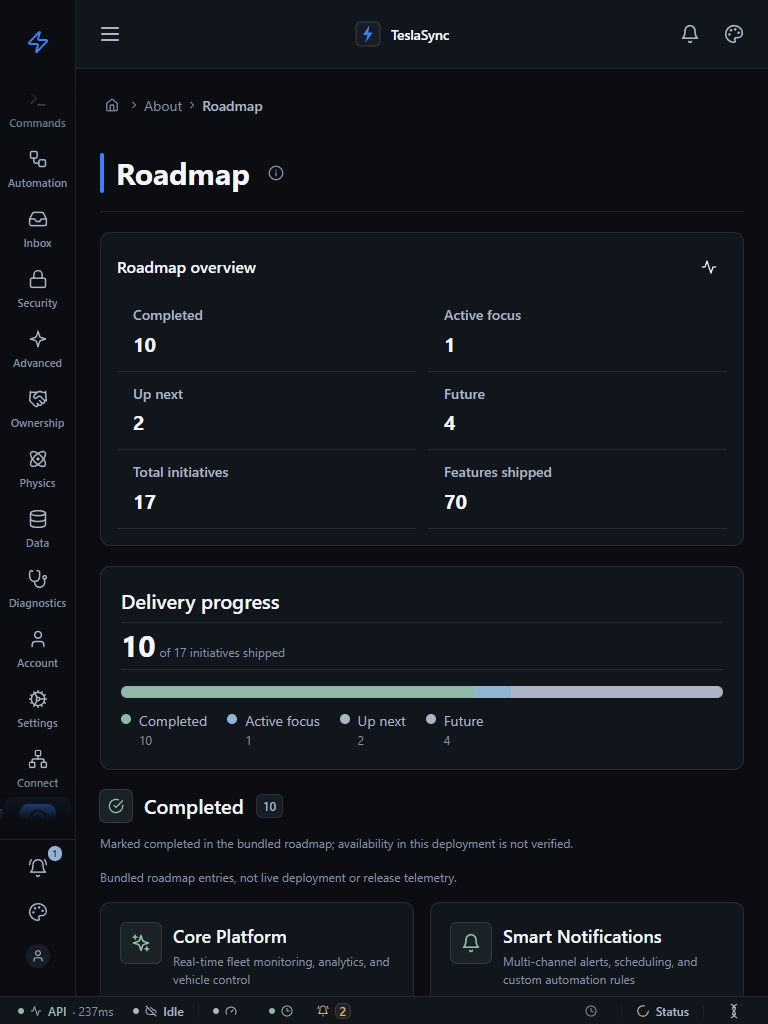 TeslaSync
Commands
Automation
Inbox
Security
Advanced
Ownership
Physics
Data
Diagnostics
Account
Settings
Connect
1
About
Roadmap
Roadmap
Roadmap overview
Completed
10
Active focus
1
Up next
2
Future
4
Total initiatives
17
Features shipped
70
Delivery progress
10 of 17 initiatives shipped
Completed
10
Active focus
1
Up next
2
Future
4
Completed 10
Marked completed in the bundled roadmap; availability in this deployment is not verified.
Bundled roadmap entries, not live deployment or release telemetry.
Core Platform
Real-time fleet monitoring, analytics, and
vehicle control
Smart Notifications
Multi-channel alerts, scheduling, and
custom automation rules
API · 237ms
Idle
2
Status